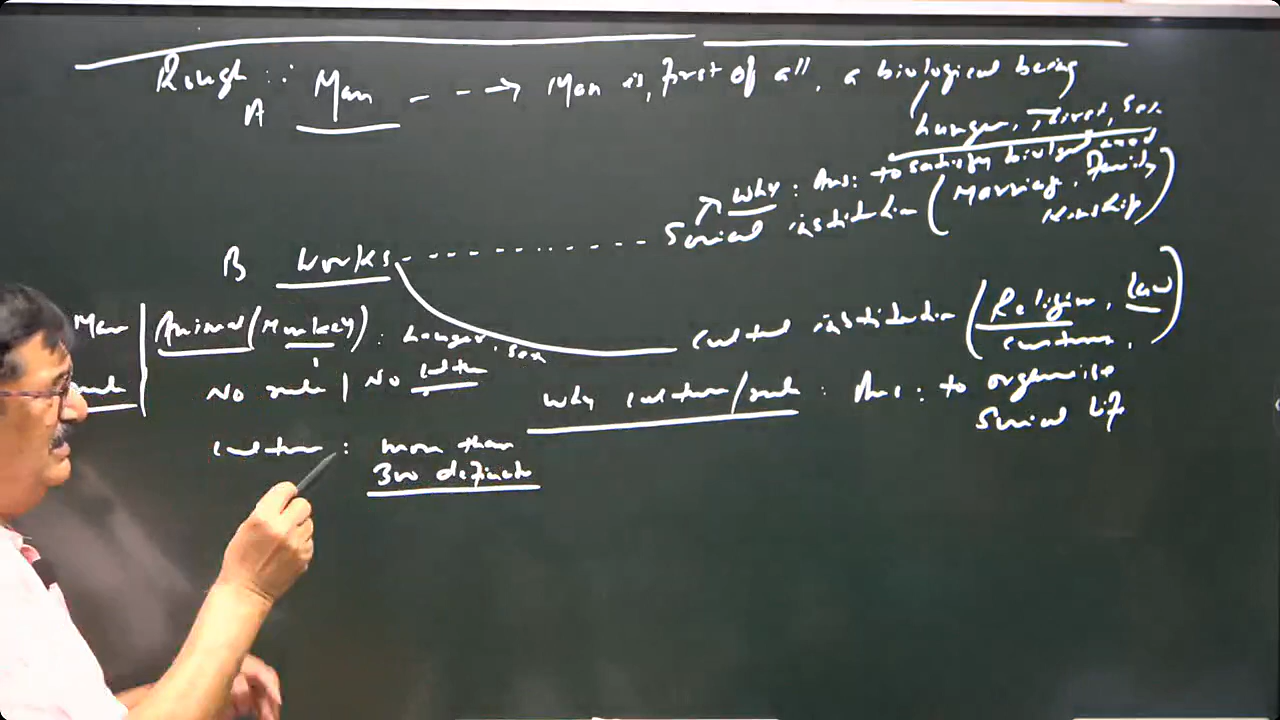 Rough : Man - - -> Man is, first of all, a biological being
A
hunger, Thirst, Sex
Why : Ans: to satisfy biological need
B Works - - - - - - Social institution (Marriage, Family, Kinship)
Man | Animal (Monkey) : hunger, sex
cultural institution (Religion, law
custom,
rule | No rule | No culture
Why culture/rule : Ans : to organise
Social life
culture : more than
300 definition